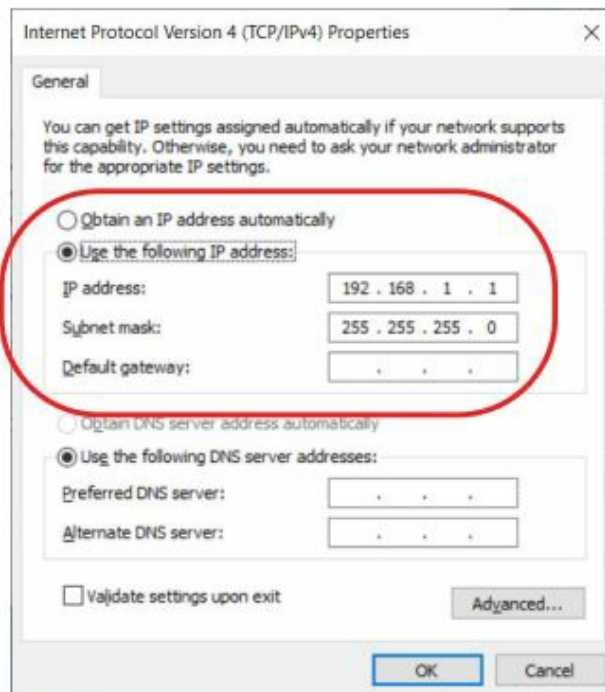 Internet Protocol Version 4 (TCP/IPv4) Properties
General
You can get IP settings assigned automatically if your network supports
this capability. Otherwise, you need to ask your network administrator
for the appropriate IP settings.
Obtain an IP address automatically
Use the following IP address:
IP address: 192 . 168 . 1 . 1
Subnet mask: 255 . 255 . 255 . 0
Default gateway: . . .
Obtain DNS server address automatically
Use the following DNS server addresses:
Preferred DNS server: . . .
Alternate DNS server: . . .
Validate settings upon exit
Advanced...
OK Cancel